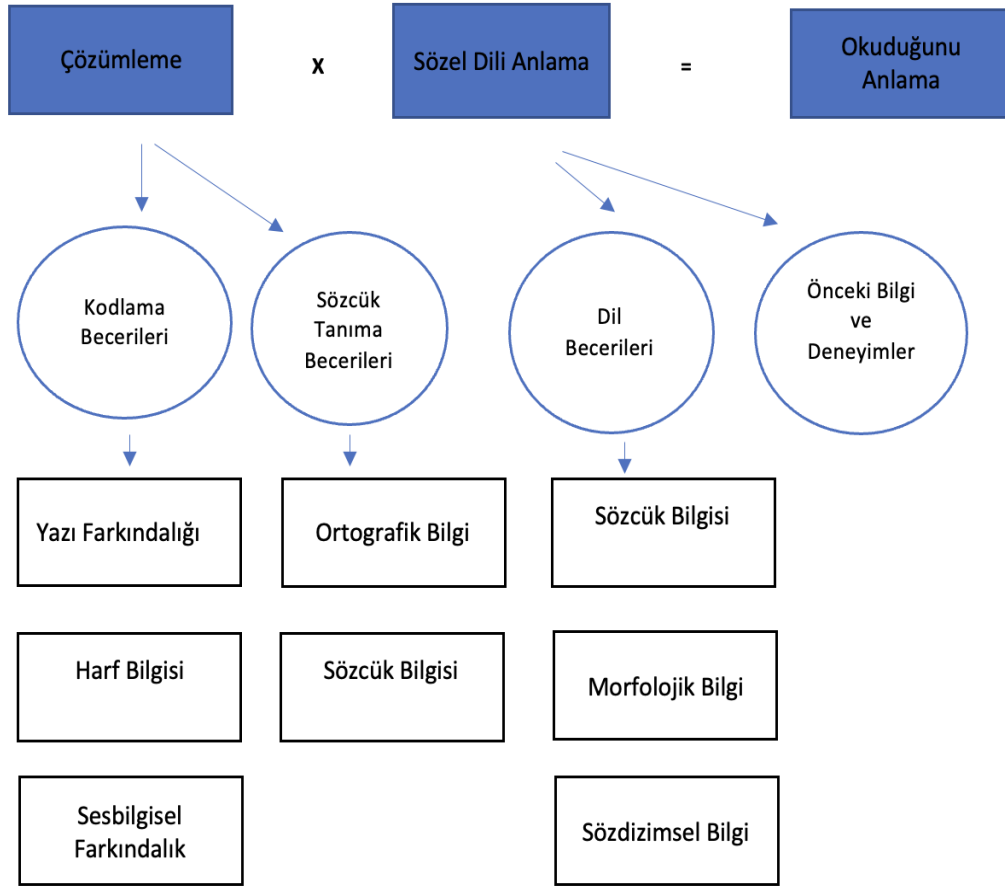 Çözümleme
X
Sözel Dili Anlama
=
Okuduğunu
Anlama
Kodlama
Becerileri
Sözcük
Tanıma
Becerileri
Dil
Becerileri
Önceki Bilgi
ve
Deneyimler
Yazı Farkındalığı
Ortografik Bilgi
Sözcük Bilgisi
Harf Bilgisi
Sözcük Bilgisi
Morfolojik Bilgi
Sesbilgisel
Farkındalık
Sözdizimsel Bilgi